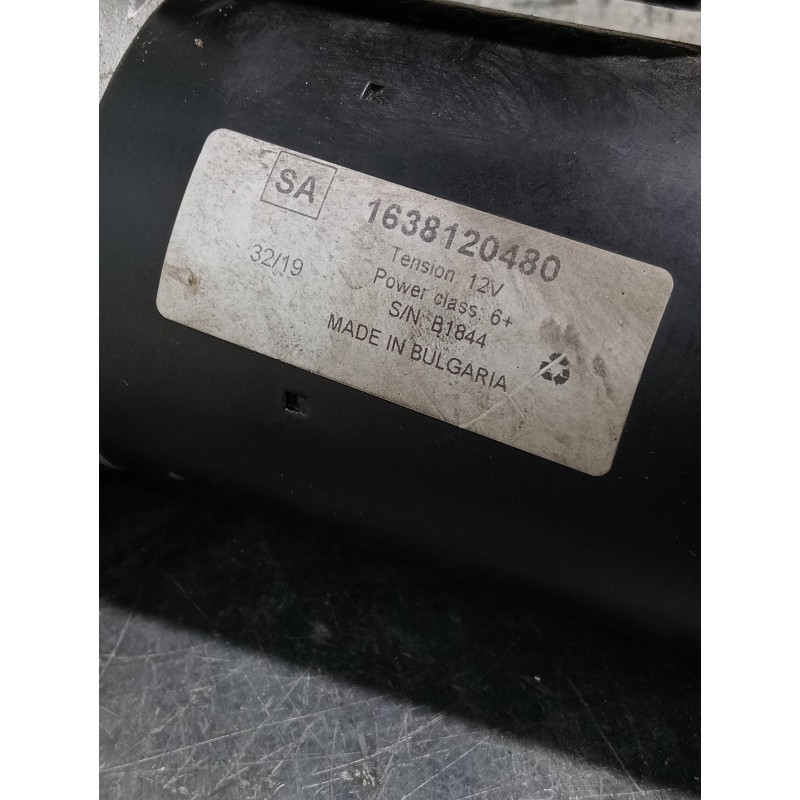 SA
1638120480
32/19
Tension 12V
Power class: 6+
S/N B1844
MADE IN BULGARIA